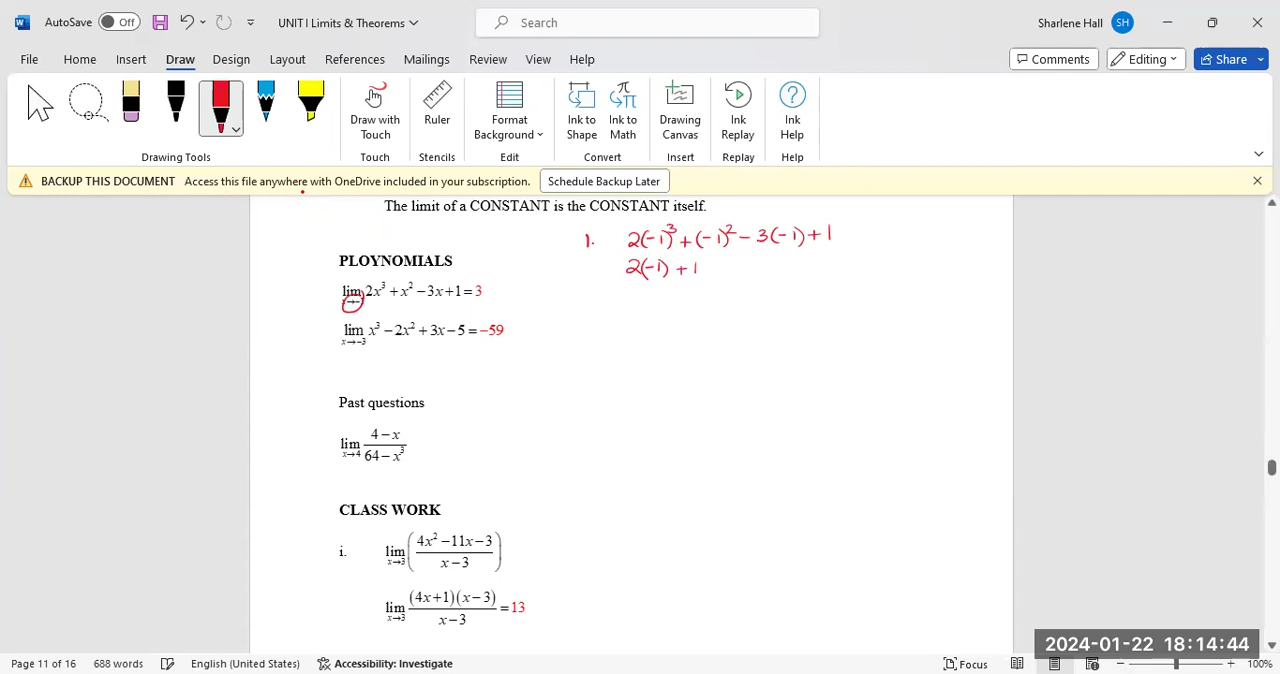 AutoSave Off UNIT I Limits & Theorems Search Sharlene Hall SH
File Home Insert Draw Design Layout References Mailings Review View Help Comments Editing Share
Draw with Touch Ruler Format Background Ink to Shape Ink to Math Drawing Canvas Ink Replay Ink Help
Drawing Tools Touch Stencils Edit Convert Insert Replay Help
BACKUP THIS DOCUMENT Access this file anywhere with OneDrive included in your subscription. Schedule Backup Later
The limit of a CONSTANT is the CONSTANT itself.
1. 2(-1)³ + (-1)² - 3(-1) + 1
2(-1) + 1
PLOYNOMIALS
lim 2x³ + x² − 3x + 1 = 3
lim x→−3 x³ − 2x² + 3x − 5 = −59
Past questions
lim x→4 (4 − x)/(64 − x³)
CLASS WORK
i. lim x→3 ((4x² − 11x − 3)/(x − 3))
lim x→3 (4x + 1)(x − 3)/(x − 3) = 13
2024-01-22 18:14:44
Page 11 of 16 688 words English (United States) Accessibility: Investigate Focus 100%